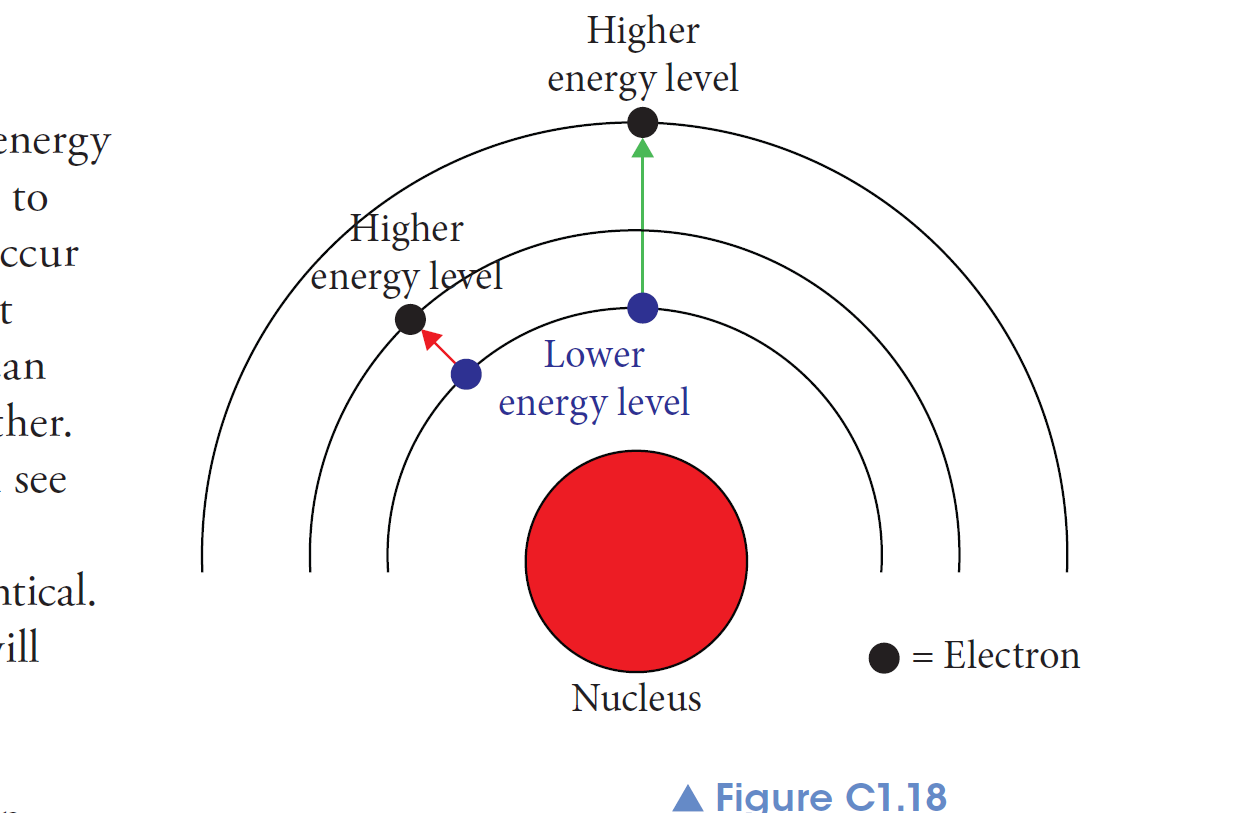 energy
to
ccur
t
an
ther.
see
ntical.
ill
Higher
energy level
Higher
energy level
Lower
energy level
Nucleus
= Electron
▲ Figure C1.18